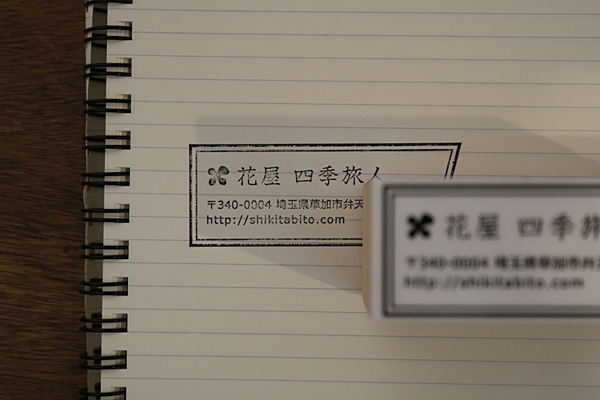 花屋 四季旅人
〒340-0004 埼玉県草加市弁天
http://shikitabito.com
花屋 四季旅
〒340-0004 埼玉県草加市弁天
http://shikitabito.com